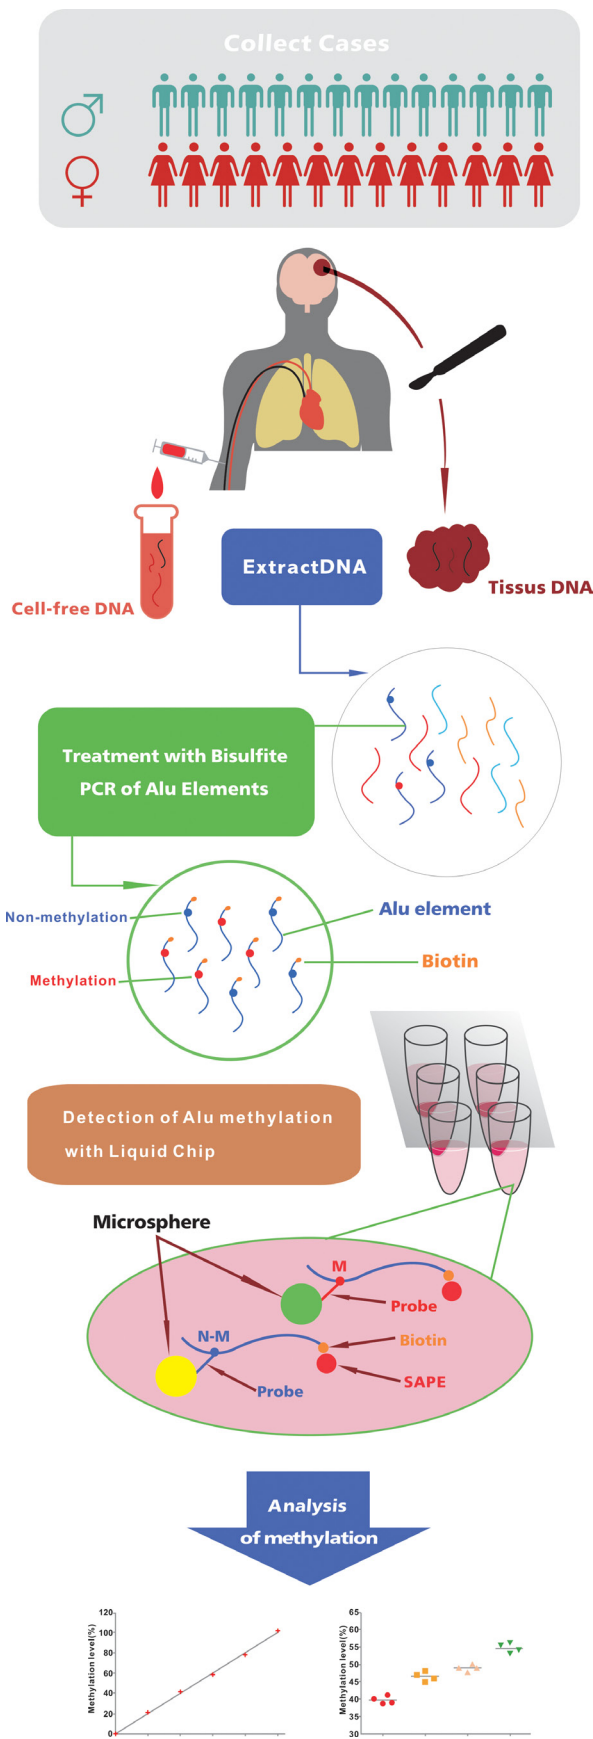 Collect Cases
ExtractDNA
Tissus DNA
Cell-free DNA
Treatment with Bisulfite
PCR of Alu Elements
Non-methylation
Alu element
Biotin
Methylation
Detection of Alu methylation
with Liquid Chip
Microsphere
M
Probe
N-M
Biotin
SAPE
Probe
Analysis
of methylation
Methylation level(%)
120
100
80
60
40
20
0
Methylation level(%)
65
60
55
50
45
40
35
30